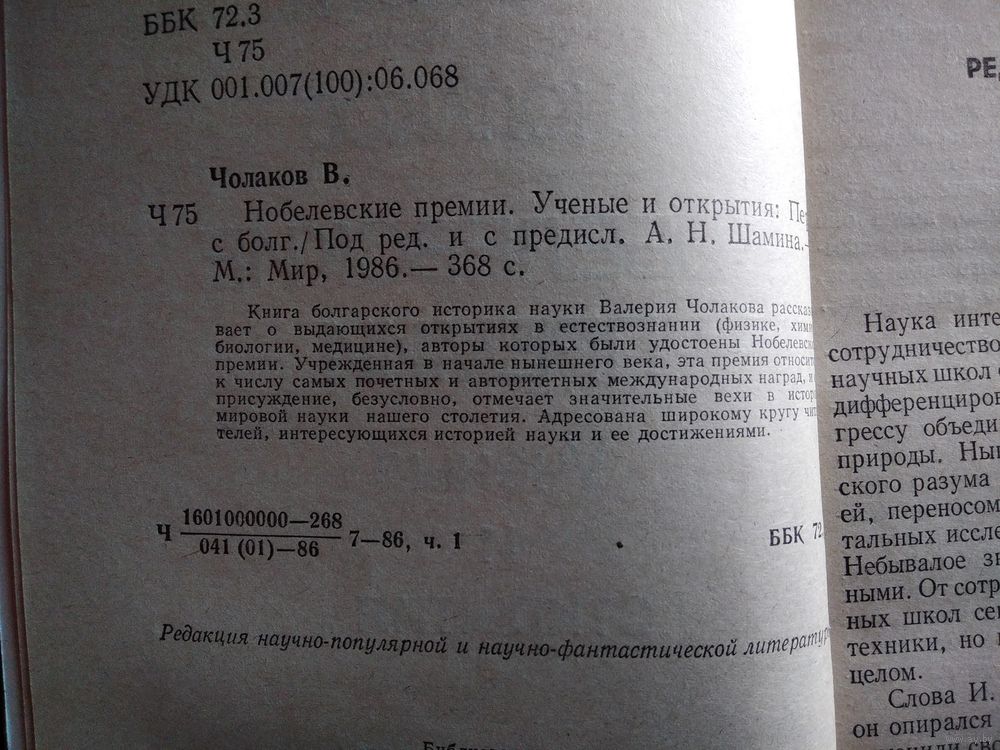 ББК 72.3
Ч 75
УДК 001.007(100):06.068
Чолаков В.
Ч 75 Нобелевские премии. Ученые и открытия:
с болг./Под ред. и с предисл. А. Н. Шамина.—
М.: Мир, 1986.— 368 с.
Книга болгарского историка науки Валерия Чолакова расска
вает о выдающихся открытиях в естествознании (физике, хим
биологии, медицине), авторы которых были удостоены Нобелевск
премии. Учрежденная в начале нынешнего века, эта премия относит
к числу самых почетных и авторитетных международных наград,
присуждение, безусловно, отмечает значительные вехи в истор
мировой науки нашего столетия. Адресована широкому кругу чит
телей, интересующихся историей науки и ее достижениями.
Ч 1601000000—268
041 (01)—86 7—86, ч. 1
ББК 72.
Редакция научно-популярной и научно-фантастической литератур
РЕ
Наука инте
сотрудничество
научных школ
дифференциров
грессу объеди
природы. Ны
ского разума
ей, переносом
тальных иссле
Небывалое
ными. От сотр
ных школ се
техники, но
целом.
Слова И.
он опирался